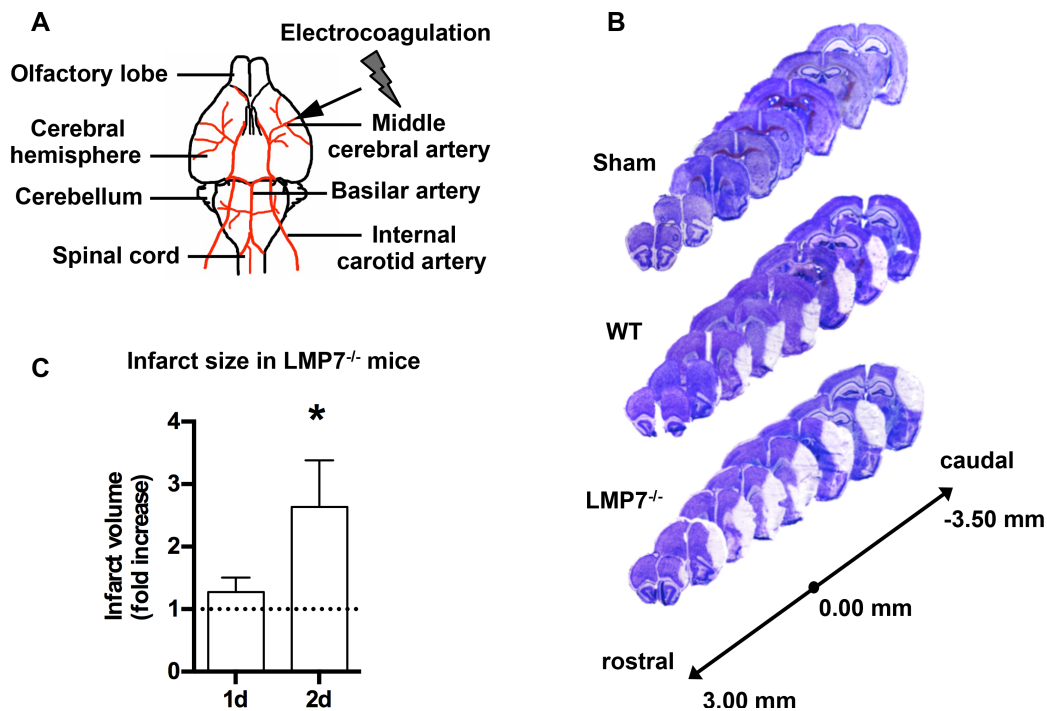 A
Electrocoagulation
Olfactory lobe
Cerebral
hemisphere
Middle
cerebral artery
Cerebellum
Basilar artery
Spinal cord
Internal
carotid artery
B
Sham
WT
LMP7-/-
caudal
-3.50 mm
0.00 mm
rostral
3.00 mm
C
Infarct size in LMP7-/- mice
Infarct volume
(fold increase)
4
3
2
1
0
*
1d
2d